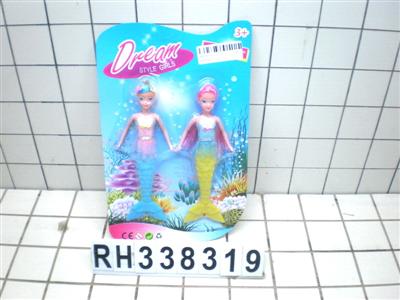 Dream
STYLE GIRLS
3+
CE
RH338319